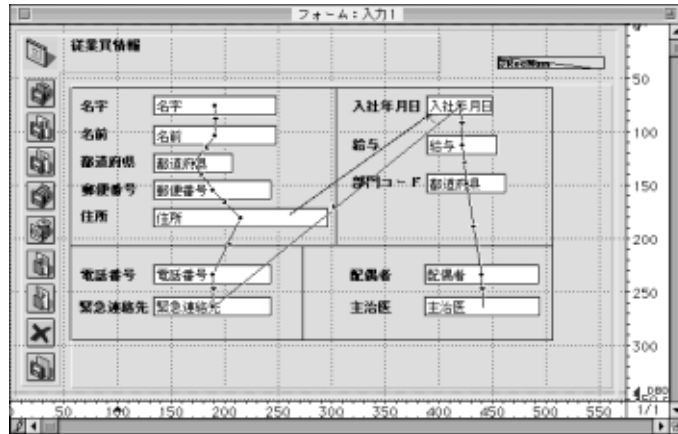 フォーム：入力1
従業員情報
名字 名字
名前 名前
都道府県 都道府県
郵便番号 郵便番号
住所 住所
入社年月日 入社年月日
給与 給与
部門コード 都道府県
電話番号 電話番号
緊急連絡先 緊急連絡先
配偶者 配偶者
主治医 主治医
50
100
150
200
250
300
50 100 150 200 250 300 350 400 450 500 550
1/1